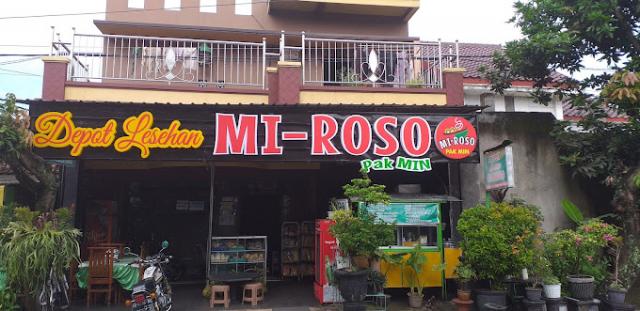 Depot Lesehan
MI-ROSO
Pak MIN
MI-ROSO
PAK MIN